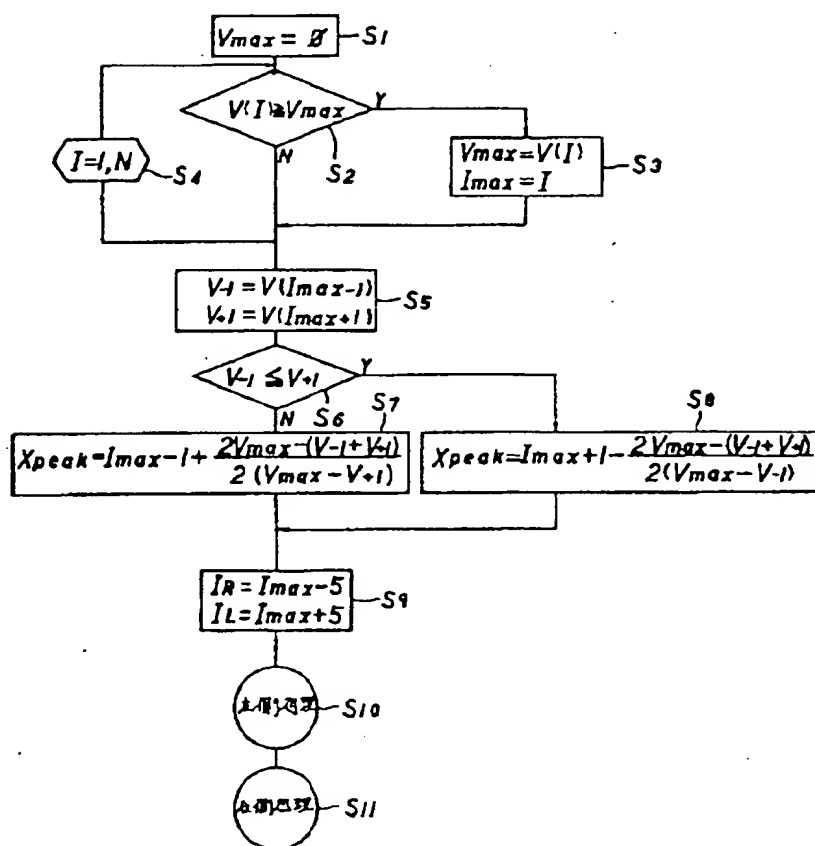 Vmax = Ø
S1
V(I)≧Vmax
Y
S2
N
I=1,N
S4
Vmax=V(I)
Imax=I
S3
V-1=V(Imax-1)
V+1=V(Imax+1)
S5
V-1≦V+1
Y
S6
N
S7
Xpeak=Imax-1+ 2Vmax-(V-1+V+1)
2(Vmax-V+1)
S8
Xpeak=Imax+1- 2Vmax-(V-1+V+1)
2(Vmax-V-1)
IR=Imax-5
IL=Imax+5
S9
S10
S11